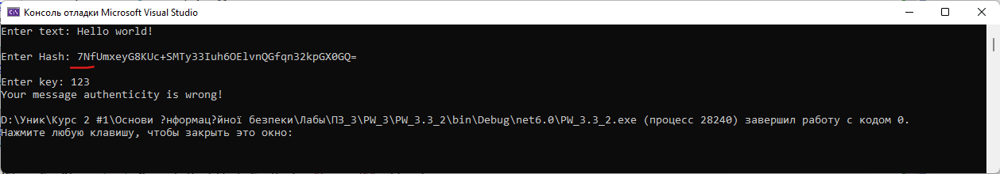 Консоль отладки Microsoft Visual Studio
Enter text: Hello world!
Enter Hash: 7NfUmxeyG8KUc+SMTy33Iuh6OElvnQGfqn32kpGX0GQ=
Enter key: 123
Your message authenticity is wrong!
D:\Уник\Курс 2 #1\Основи ?нформац?йної безпеки\Лабы\ПЗ_3\PW_3\PW_3.3_2\bin\Debug\net6.0\PW_3.3_2.exe (процесс 28240) завершил работу с кодом 0.
Нажмите любую клавишу, чтобы закрыть это окно: